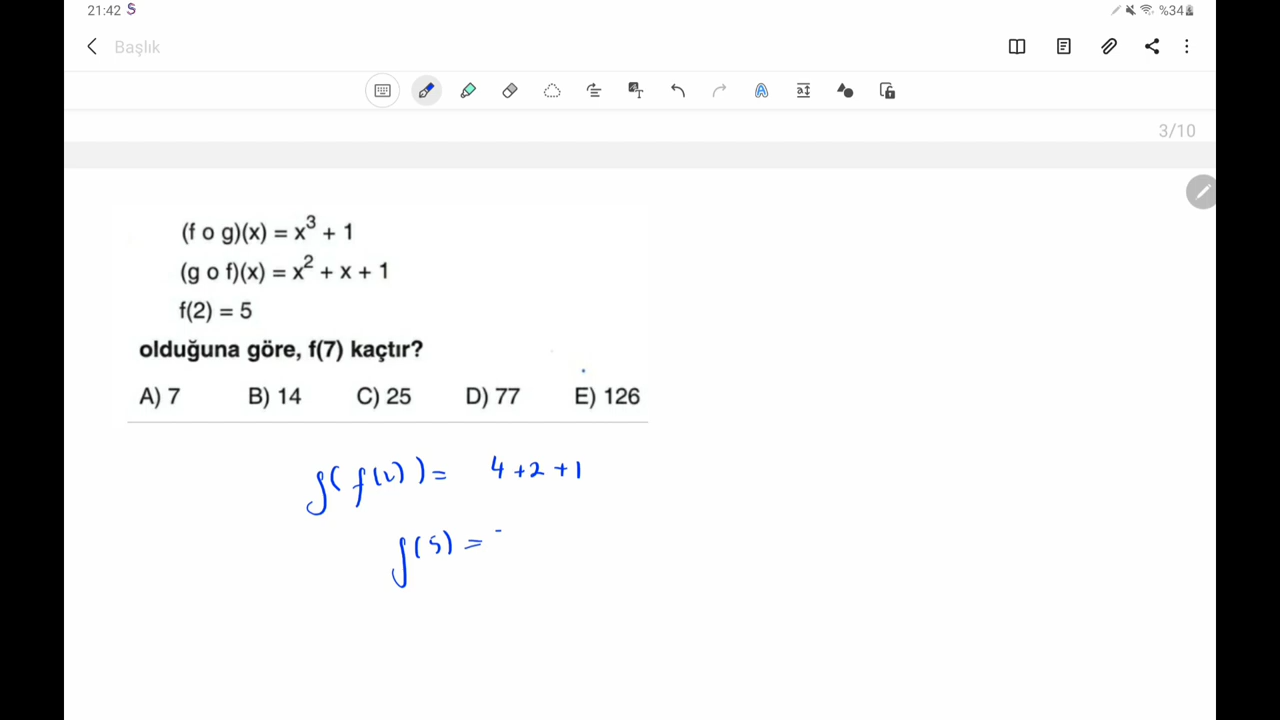 21:42 S %34
Başlık
3/10
(f o g)(x) = x³ + 1
(g o f)(x) = x² + x + 1
f(2) = 5
olduğuna göre, f(7) kaçtır?
A) 7 B) 14 C) 25 D) 77 E) 126
g(f(2)) = 4+2+1
g(5) =